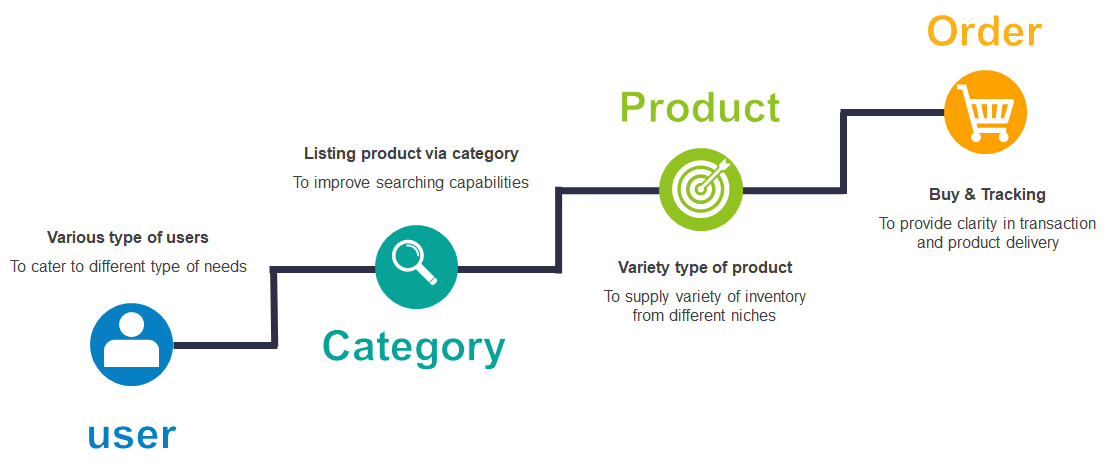 user
Various type of users
To cater to different type of needs
Category
Listing product via category
To improve searching capabilities
Product
Variety type of product
To supply variety of inventory
from different niches
Order
Buy & Tracking
To provide clarity in transaction
and product delivery